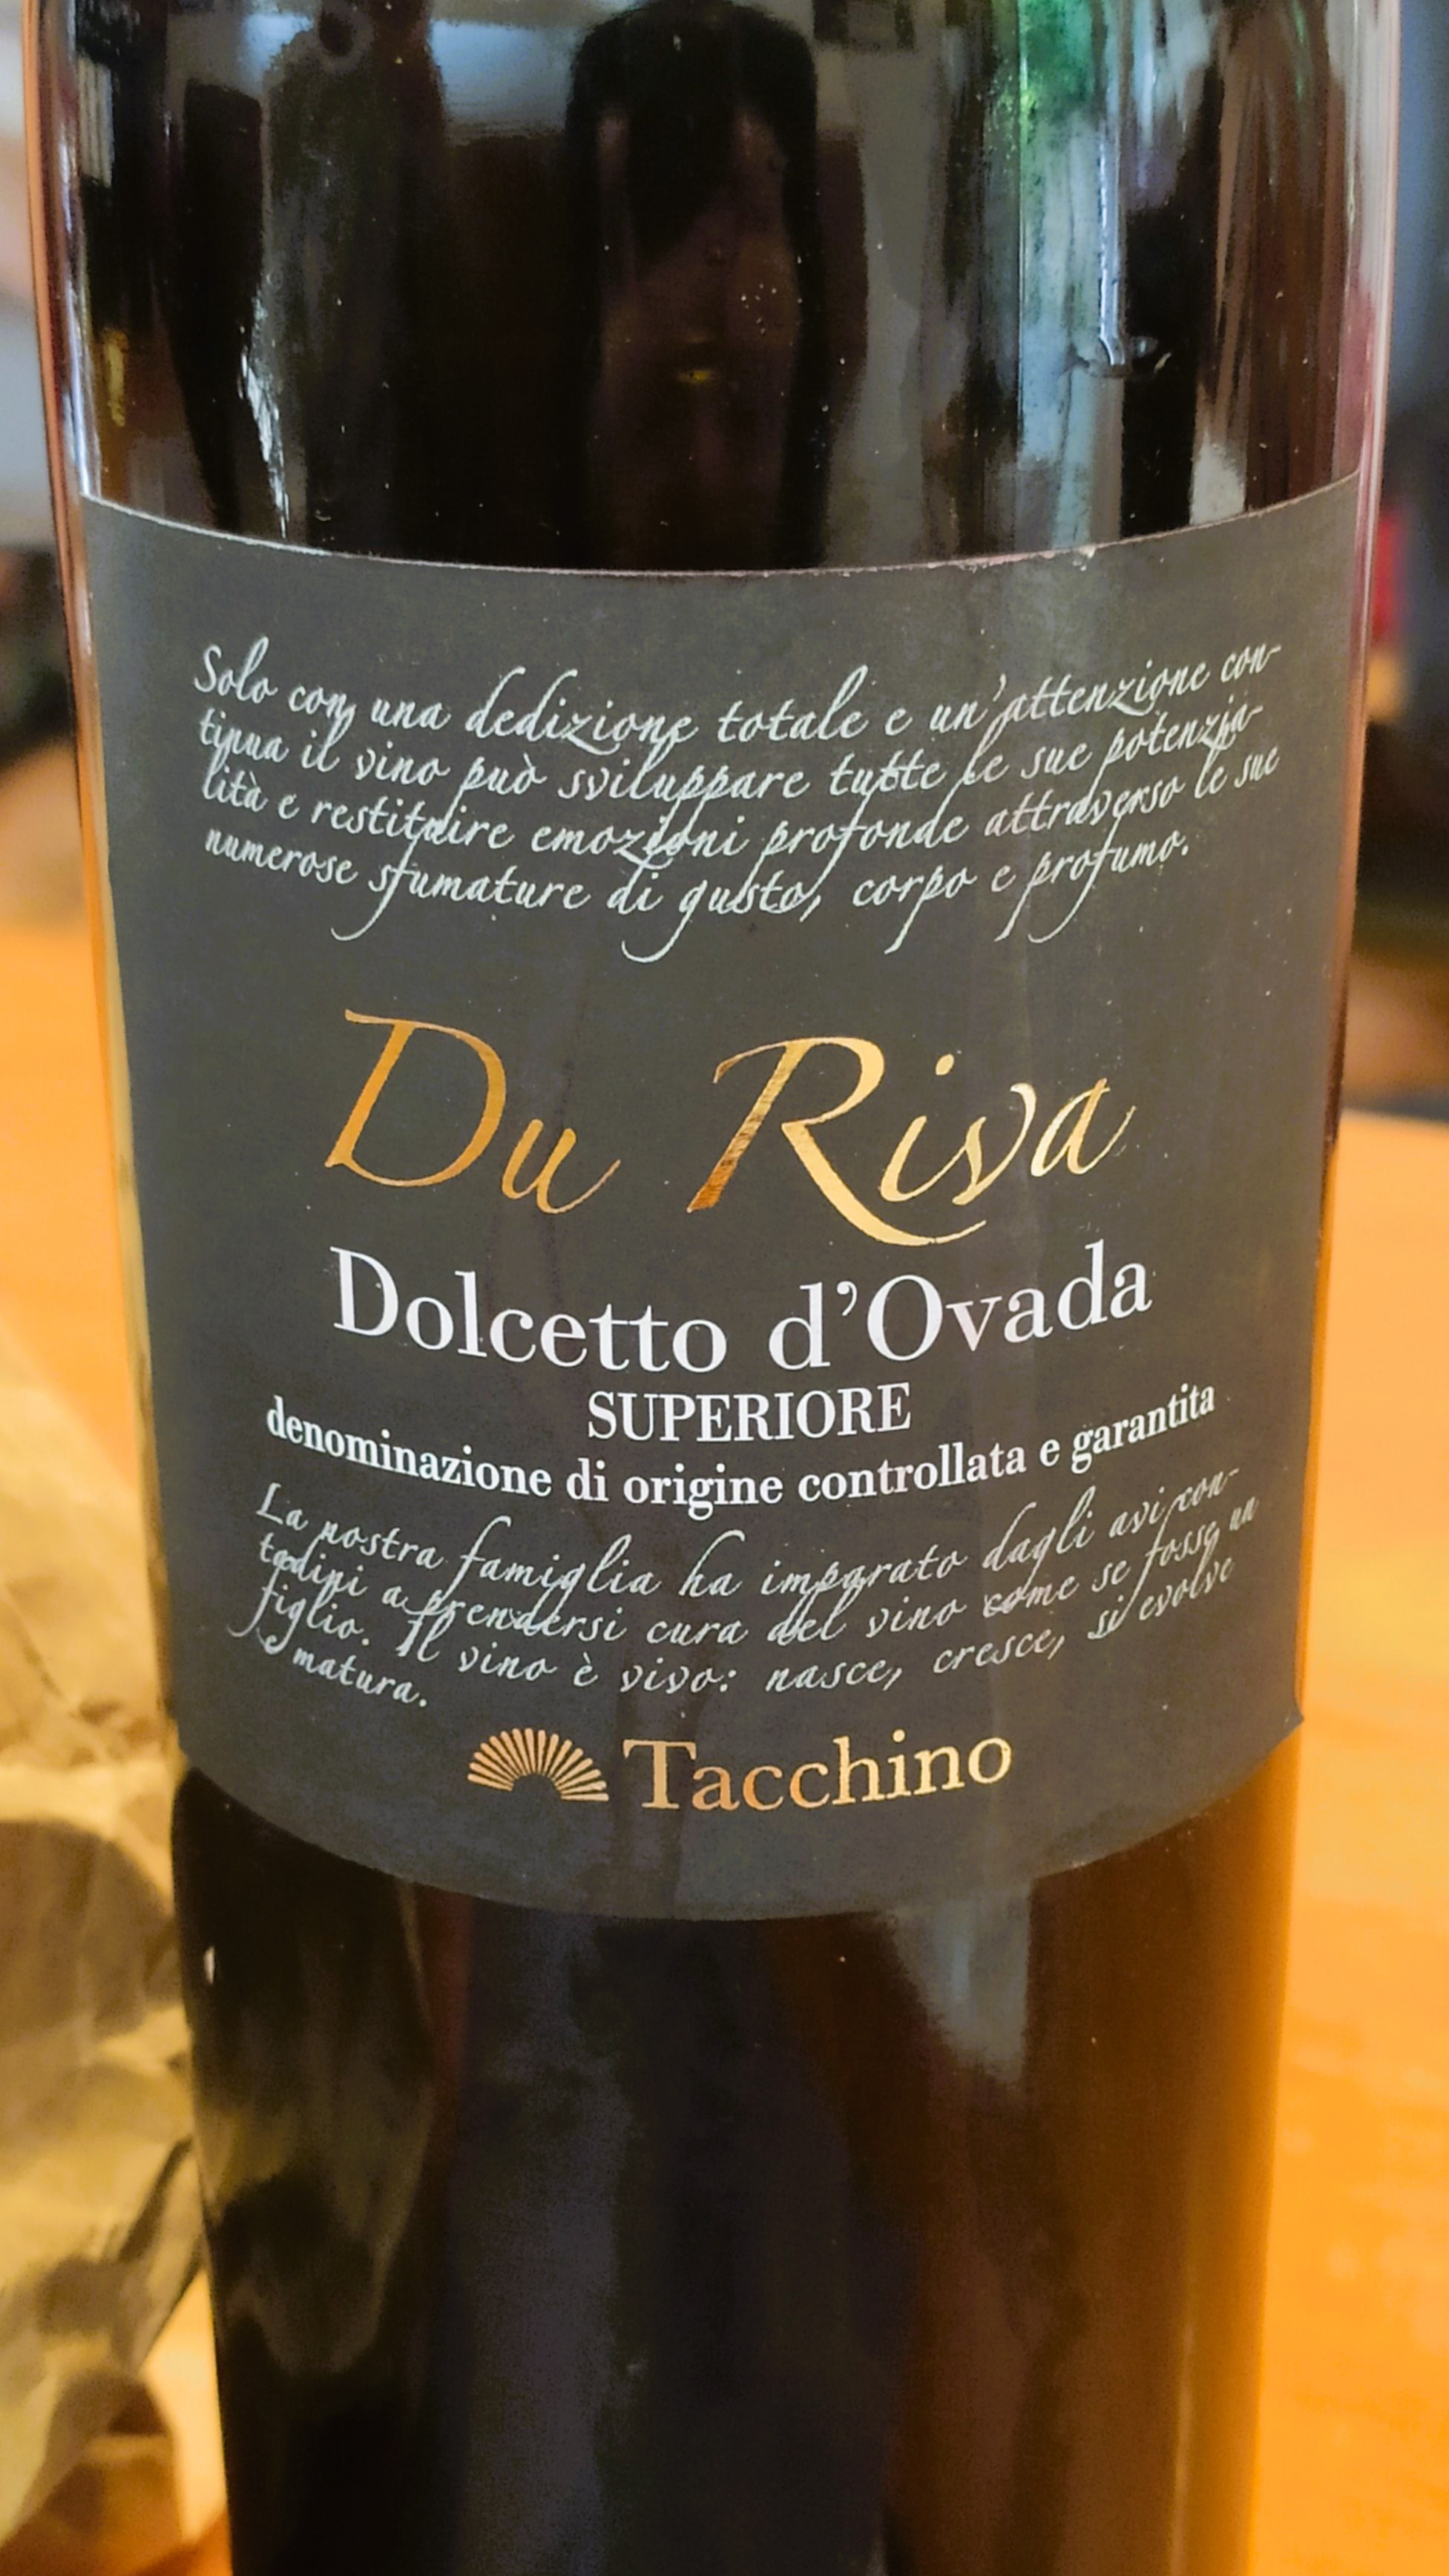 Solo con una dedizione totale e un'attenzione con-
tinua il vino può sviluppare tutte le sue potenzia-
lità e restituire emozioni profonde attraverso le sue
numerose sfumature di gusto, corpo e profumo.
Du Riva
Dolcetto d'Ovada
SUPERIORE
denominazione di origine controllata e garantita
La nostra famiglia ha imparato dagli avi con-
tadini a prendersi cura del vino come se fosse un
figlio. Il vino è vivo: nasce, cresce, si evolve
matura.
Tacchino